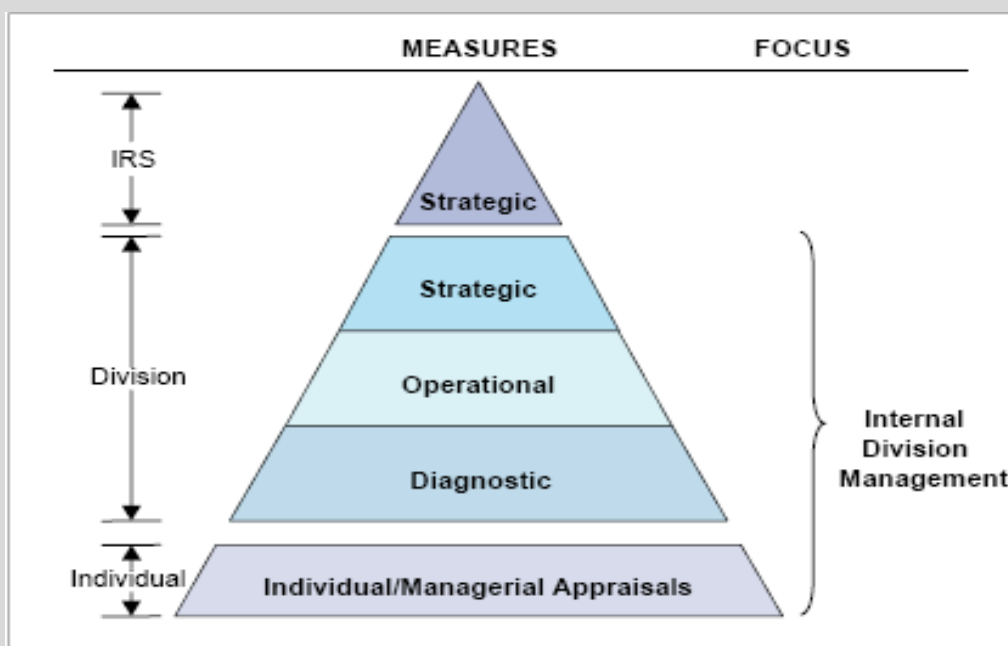 MEASURES FOCUS
IRS
Strategic
Strategic
Division
Operational
Internal
Division
Management
Diagnostic
Individual
Individual/Managerial Appraisals